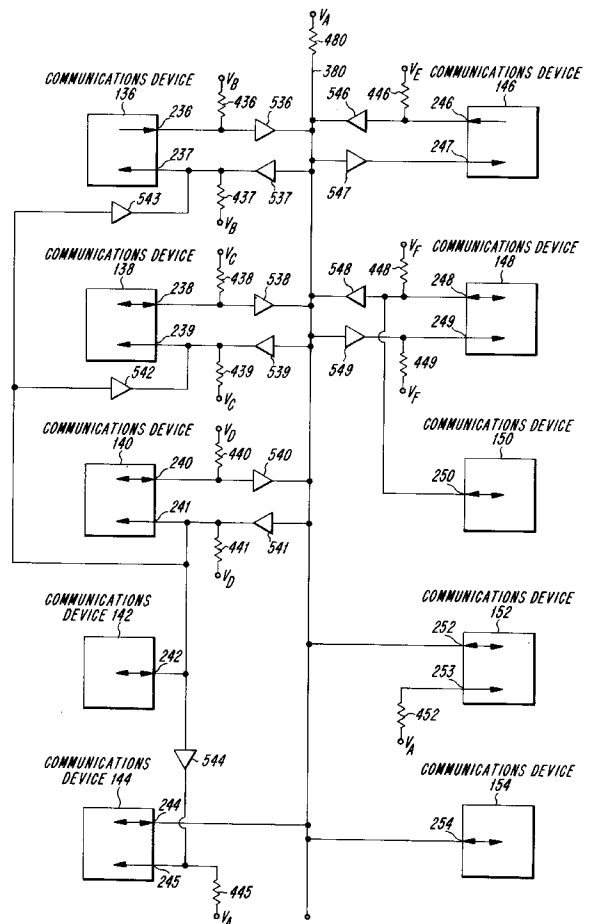 VA
480
380
COMMUNICATIONS DEVICE
136
VB
236
436
536
237
537
437
VB
543
VE
546
446
COMMUNICATIONS DEVICE
146
246
547
247
COMMUNICATIONS DEVICE
138
VC
238
438
538
239
439
539
VC
542
VF
548
448
COMMUNICATIONS DEVICE
148
248
549
249
449
VF
COMMUNICATIONS DEVICE
140
VD
240
440
540
241
441
541
VD
COMMUNICATIONS DEVICE
150
250
COMMUNICATIONS
DEVICE 142
242
COMMUNICATIONS DEVICE
152
252
253
452
VA
544
COMMUNICATIONS
DEVICE 144
244
245
445
VA
COMMUNICATIONS DEVICE
154
254